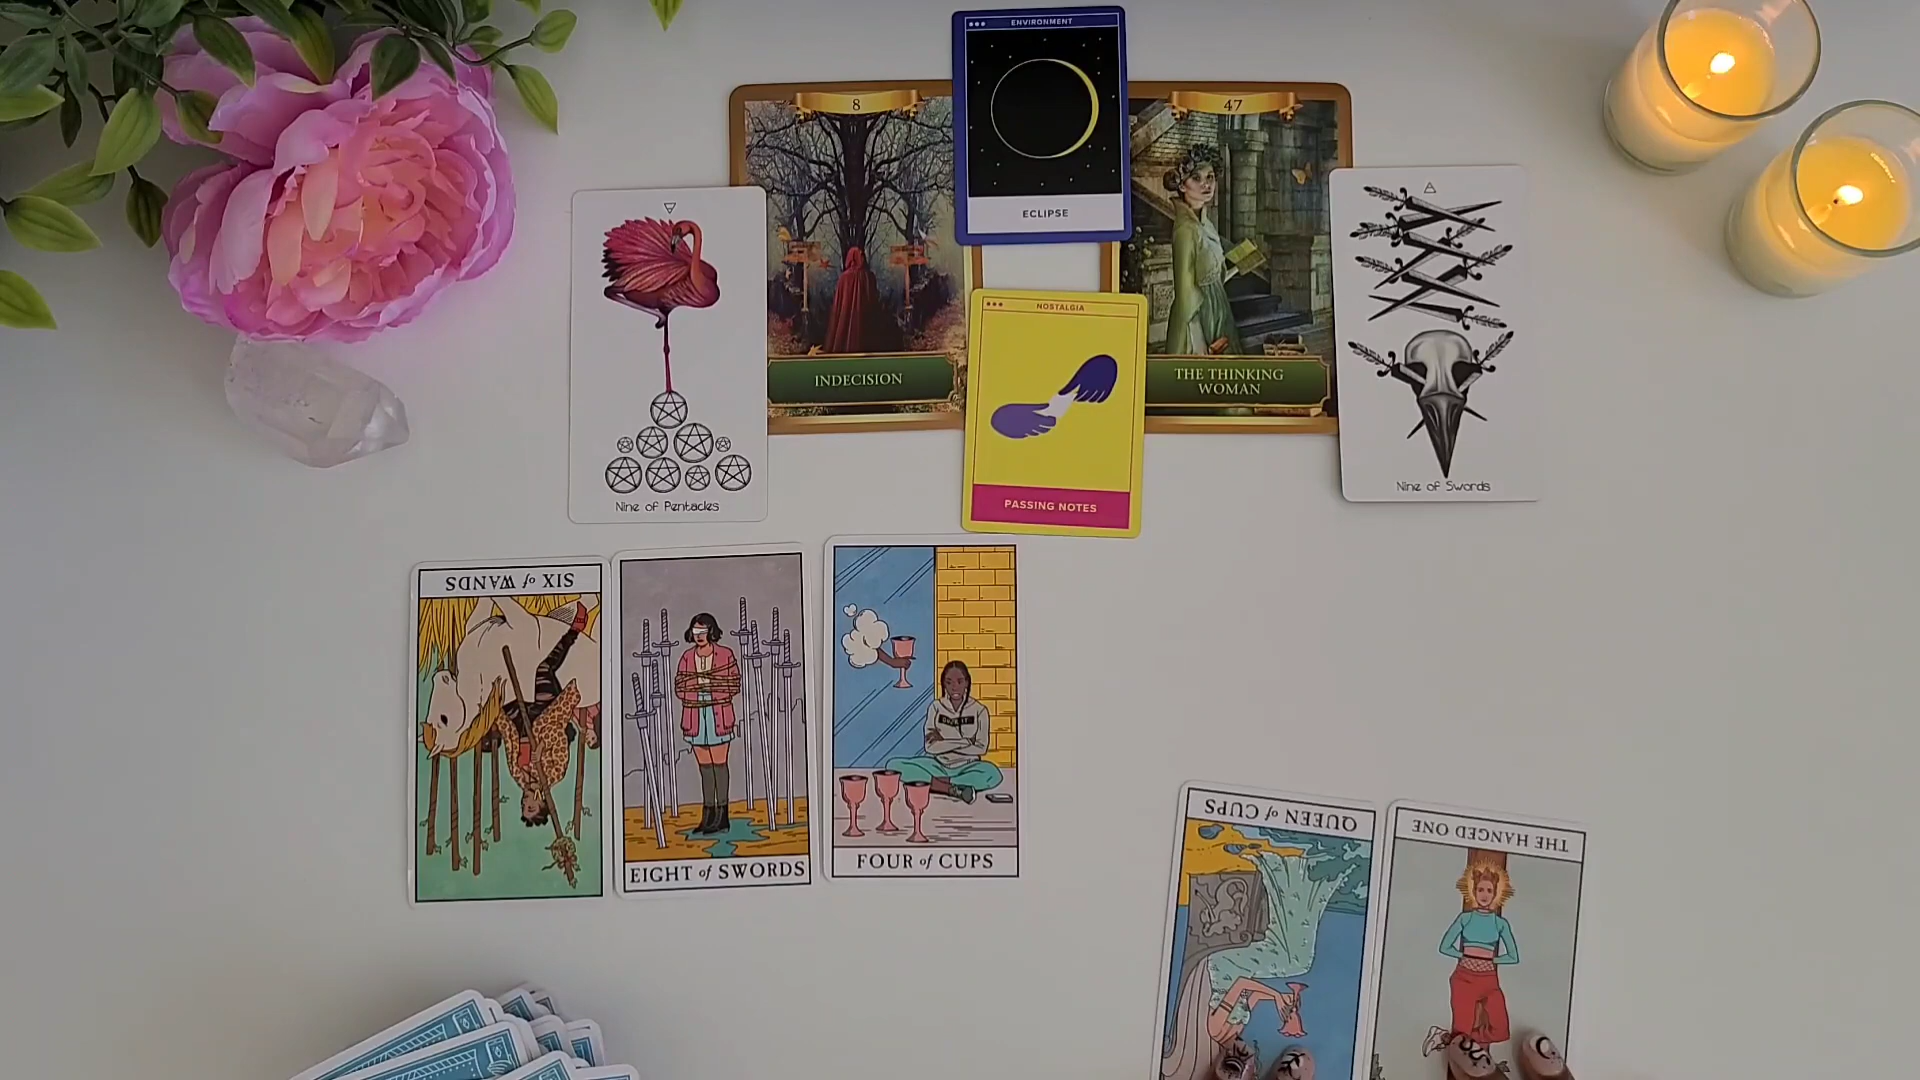 ENVIRONMENT
ECLIPSE
8
INDECISION
47
THE THINKING
WOMAN
NOSTALGIA
PASSING NOTES
Nine of Pentacles
Nine of Swords
SIX of WANDS
EIGHT of SWORDS
FOUR of CUPS
QUEEN of CUPS
THE HANGED ONE